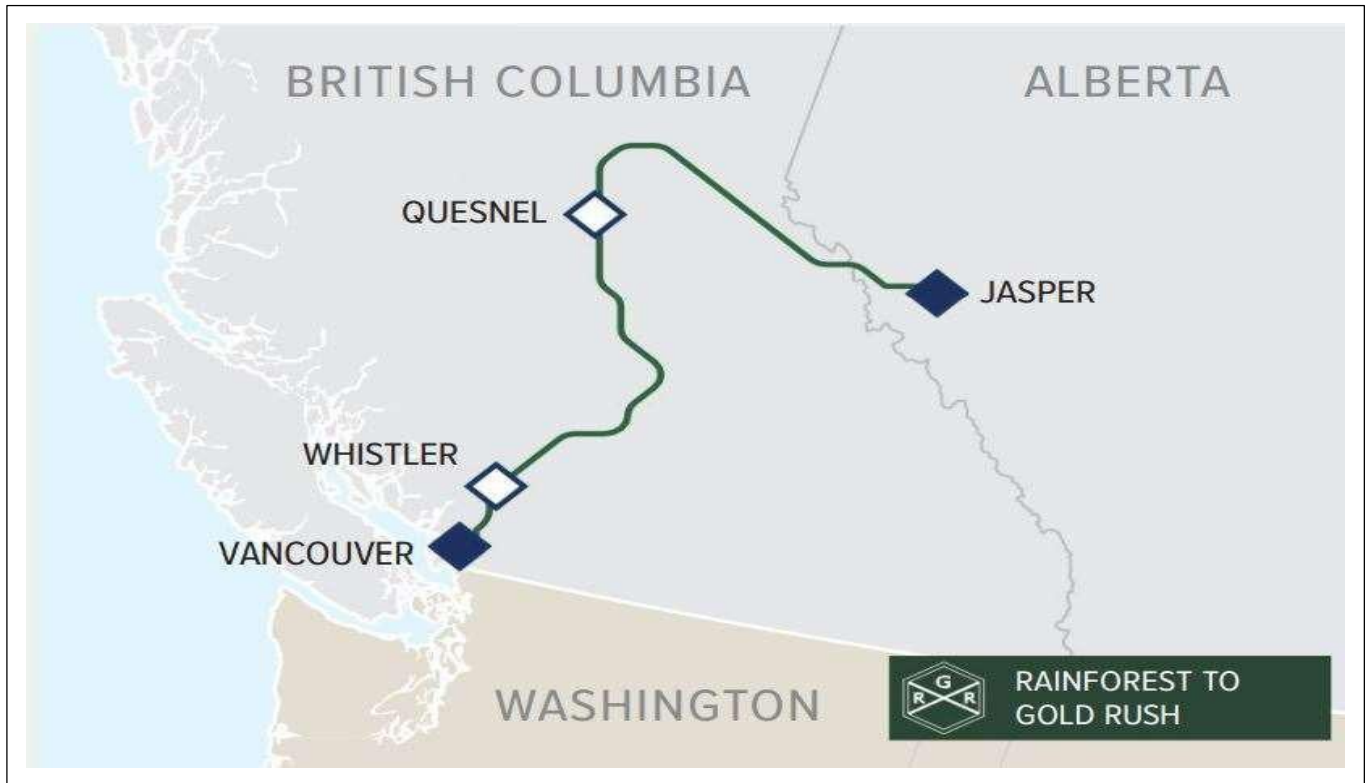 BRITISH COLUMBIA
ALBERTA
QUESNEL
JASPER
WHISTLER
VANCOUVER
WASHINGTON
G
R R
RAINFOREST TO
GOLD RUSH